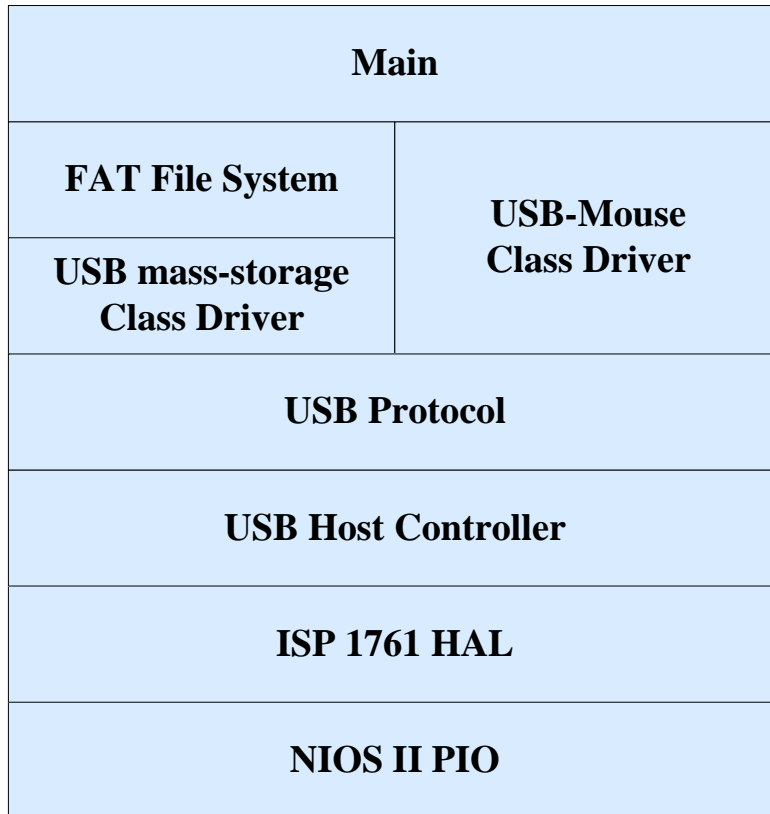 Main
FAT File System
USB mass-storage
Class Driver
USB-Mouse
Class Driver
USB Protocol
USB Host Controller
ISP 1761 HAL
NIOS II PIO